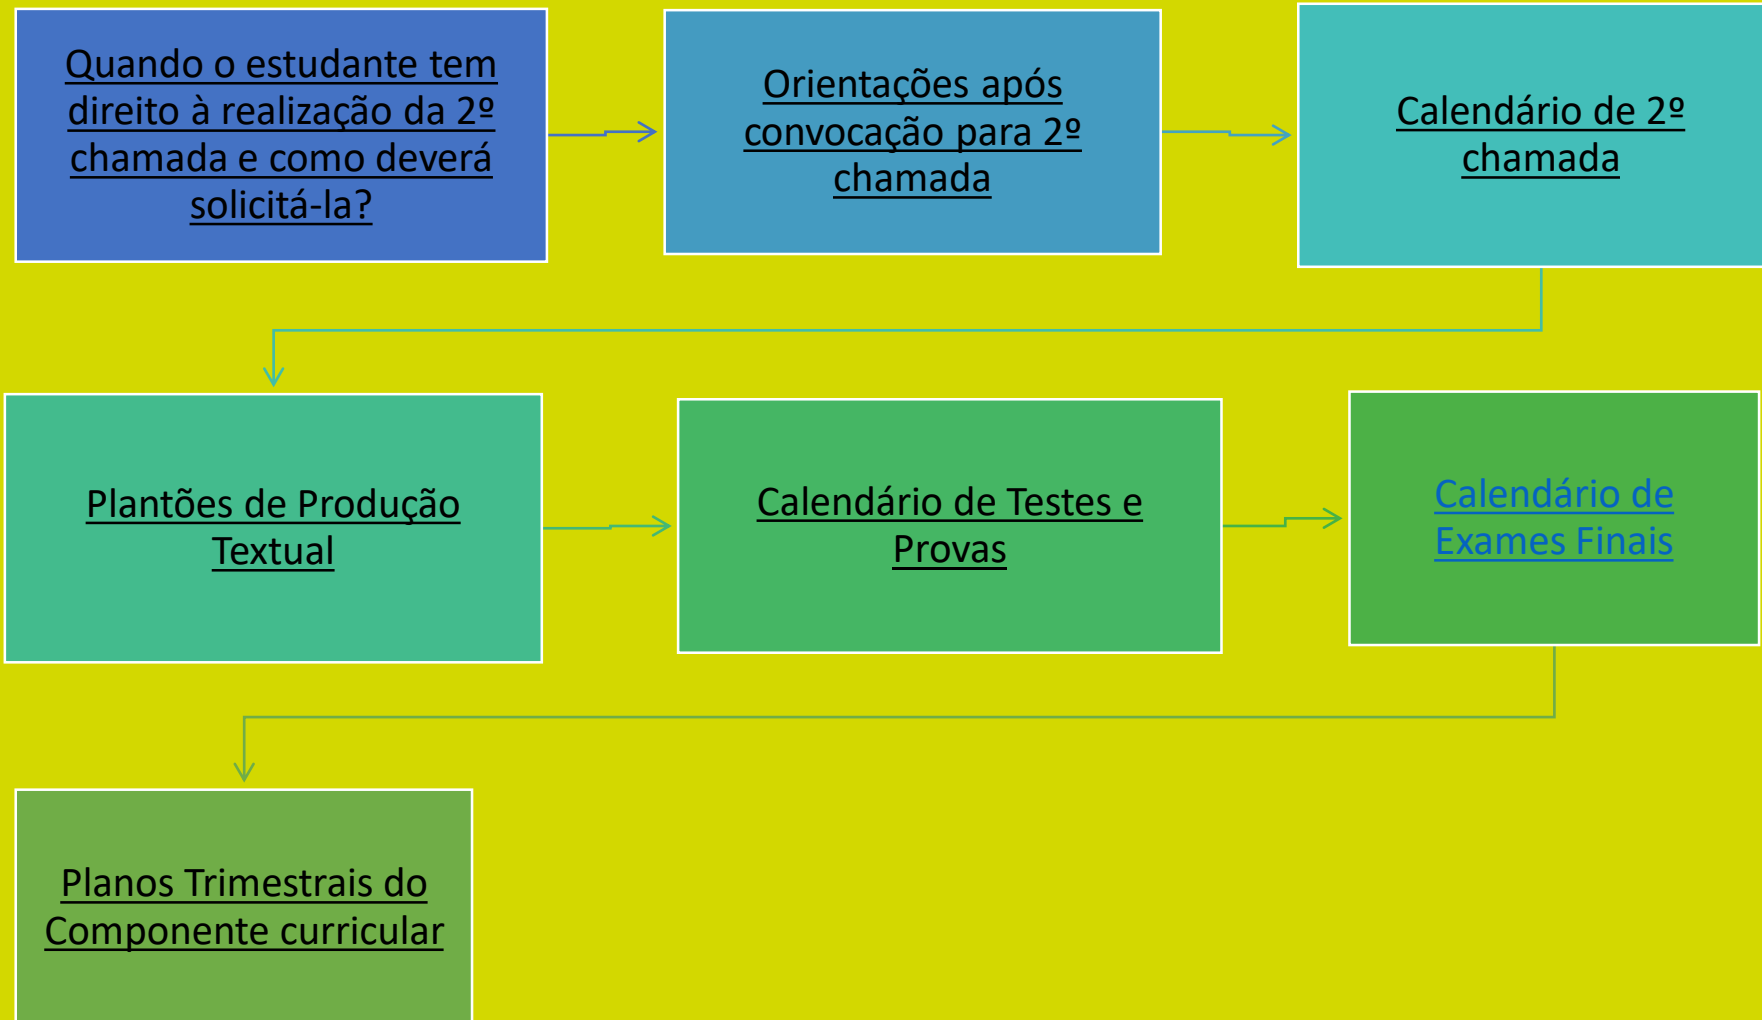 Quando o estudante tem
direito à realização da 2º
chamada e como deverá
solicitá-la?
Orientações após
convocação para 2º
chamada
Calendário de 2º
chamada
Plantões de Produção
Textual
Calendário de Testes e
Provas
Calendário de
Exames Finais
Planos Trimestrais do
Componente curricular